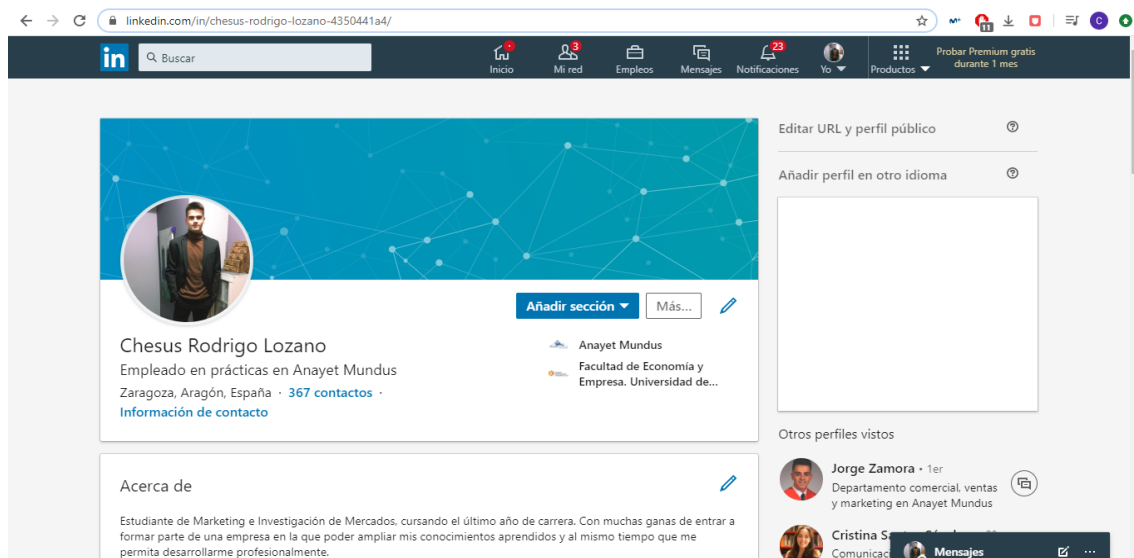 linkedin.com/in/chesus-rodrigo-lozano-4350441a4/
11
C
in
Buscar
Inicio
3
Mi red
Empleos
Mensajes
23
Notificaciones
Yo
Productos
Probar Premium gratis
durante 1 mes
Editar URL y perfil público
Añadir perfil en otro idioma
Añadir sección
Más...
Chesus Rodrigo Lozano
Empleado en prácticas en Anayet Mundus
Zaragoza, Aragón, España · 367 contactos ·
Información de contacto
Anayet Mundus
Facultad de Economía y
Empresa. Universidad de...
Otros perfiles vistos
Jorge Zamora · 1er
Departamento comercial, ventas
y marketing en Anayet Mundus
Cristina
Mensajes
Acerca de
Estudiante de Marketing e Investigación de Mercados, cursando el último año de carrera. Con muchas ganas de entrar a
formar parte de una empresa en la que poder ampliar mis conocimientos aprendidos y al mismo tiempo que me
permita desarrollarme profesionalmente.